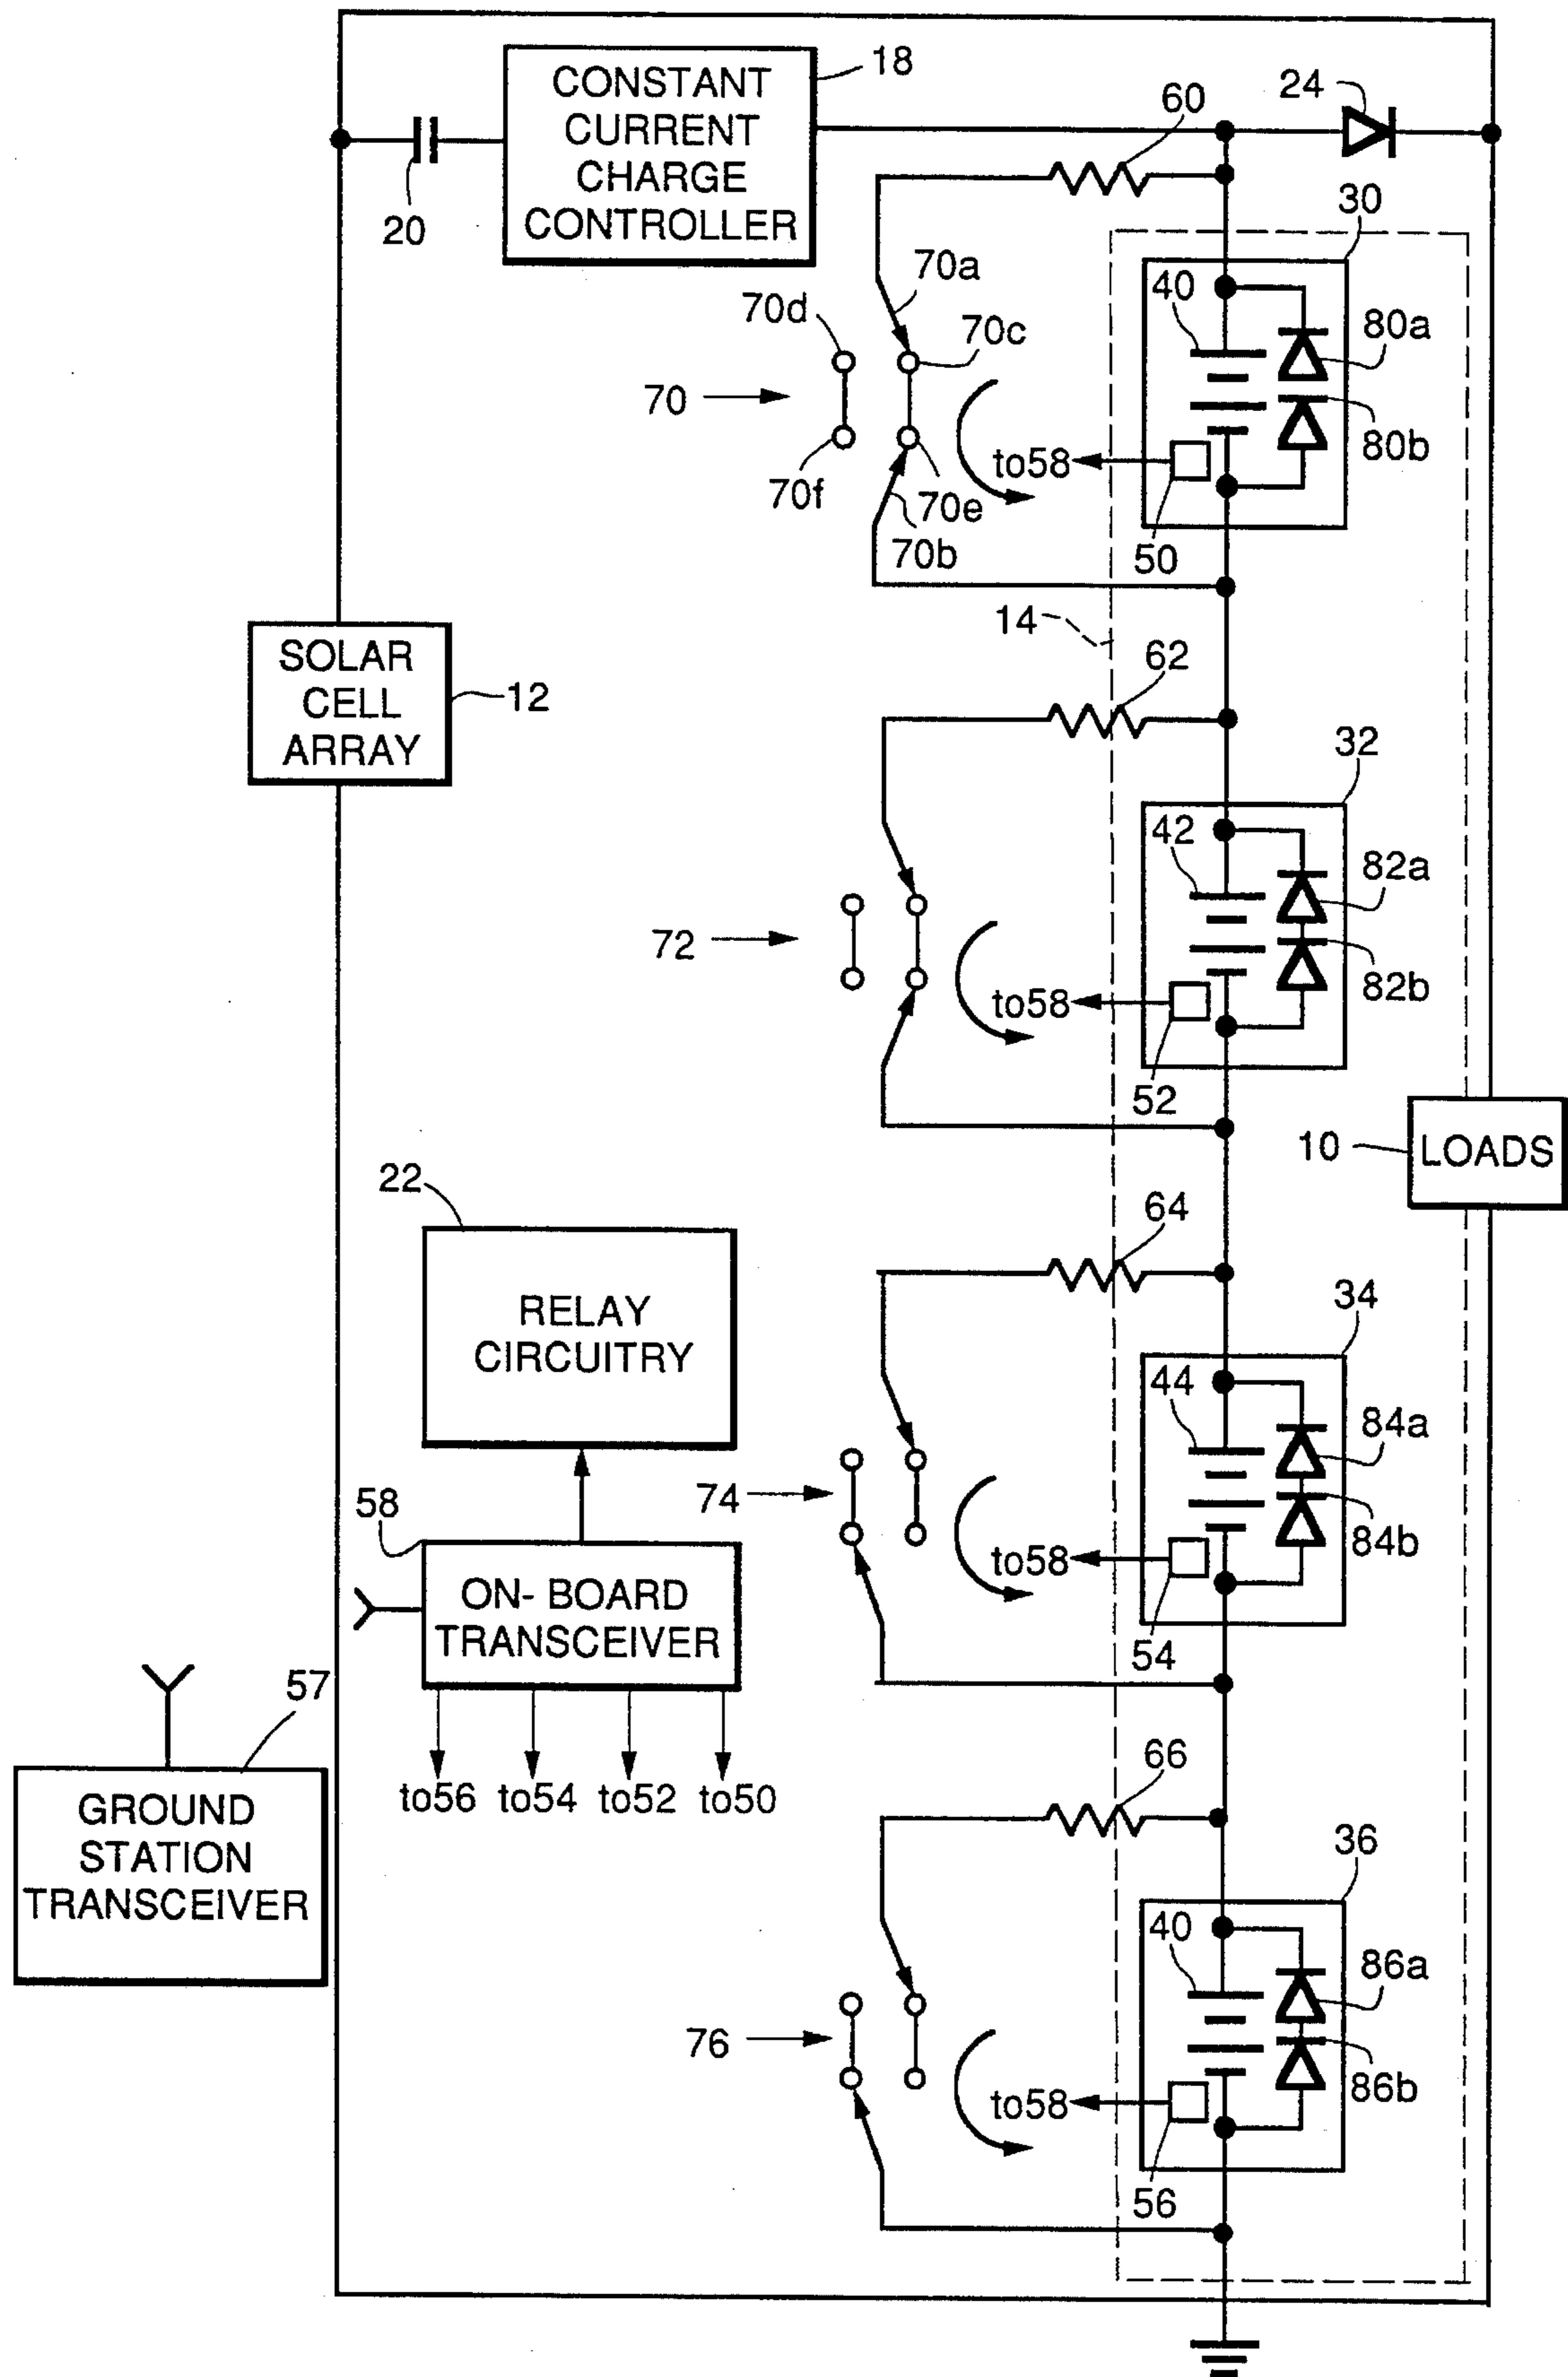 CONSTANT
CURRENT
CHARGE
CONTROLLER
18
20
60
24
30
70a
70d
70c
70
70f
70e
70b
40
80a
80b
to58
50
14
62
SOLAR
CELL
ARRAY
12
32
42
82a
82b
72
to58
52
10
LOADS
22
RELAY
CIRCUITRY
64
34
44
84a
84b
74
to58
54
58
ON- BOARD
TRANSCEIVER
to56 to54 to52 to50
57
GROUND
STATION
TRANSCEIVER
66
36
40
86a
86b
76
to58
56